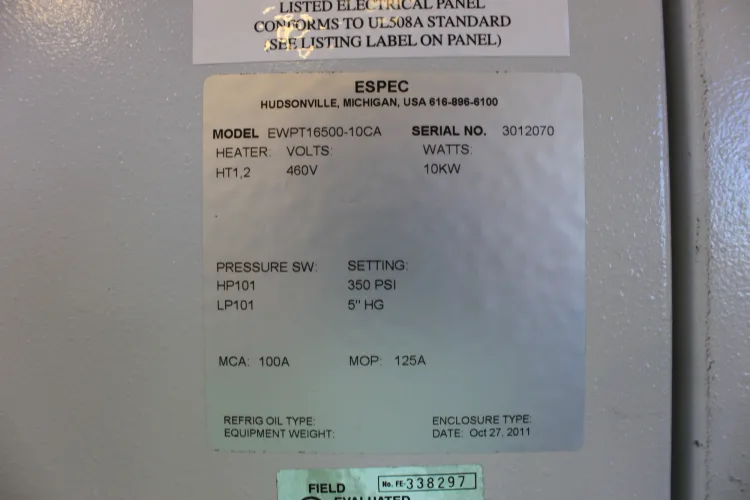 LISTED ELECTRICAL PANEL
CONFORMS TO UL508A STANDARD
(SEE LISTING LABEL ON PANEL)
ESPEC
HUDSONVILLE, MICHIGAN, USA 616-896-6100
MODEL EWPT16500-10CA SERIAL NO. 3012070
HEATER: VOLTS: WATTS:
HT1,2 460V 10KW
PRESSURE SW: SETTING:
HP101 350 PSI
LP101 5" HG
MCA: 100A MOP: 125A
REFRIG OIL TYPE: ENCLOSURE TYPE:
EQUIPMENT WEIGHT: DATE: Oct 27, 2011
FIELD No. FE-338297
EVALUATED